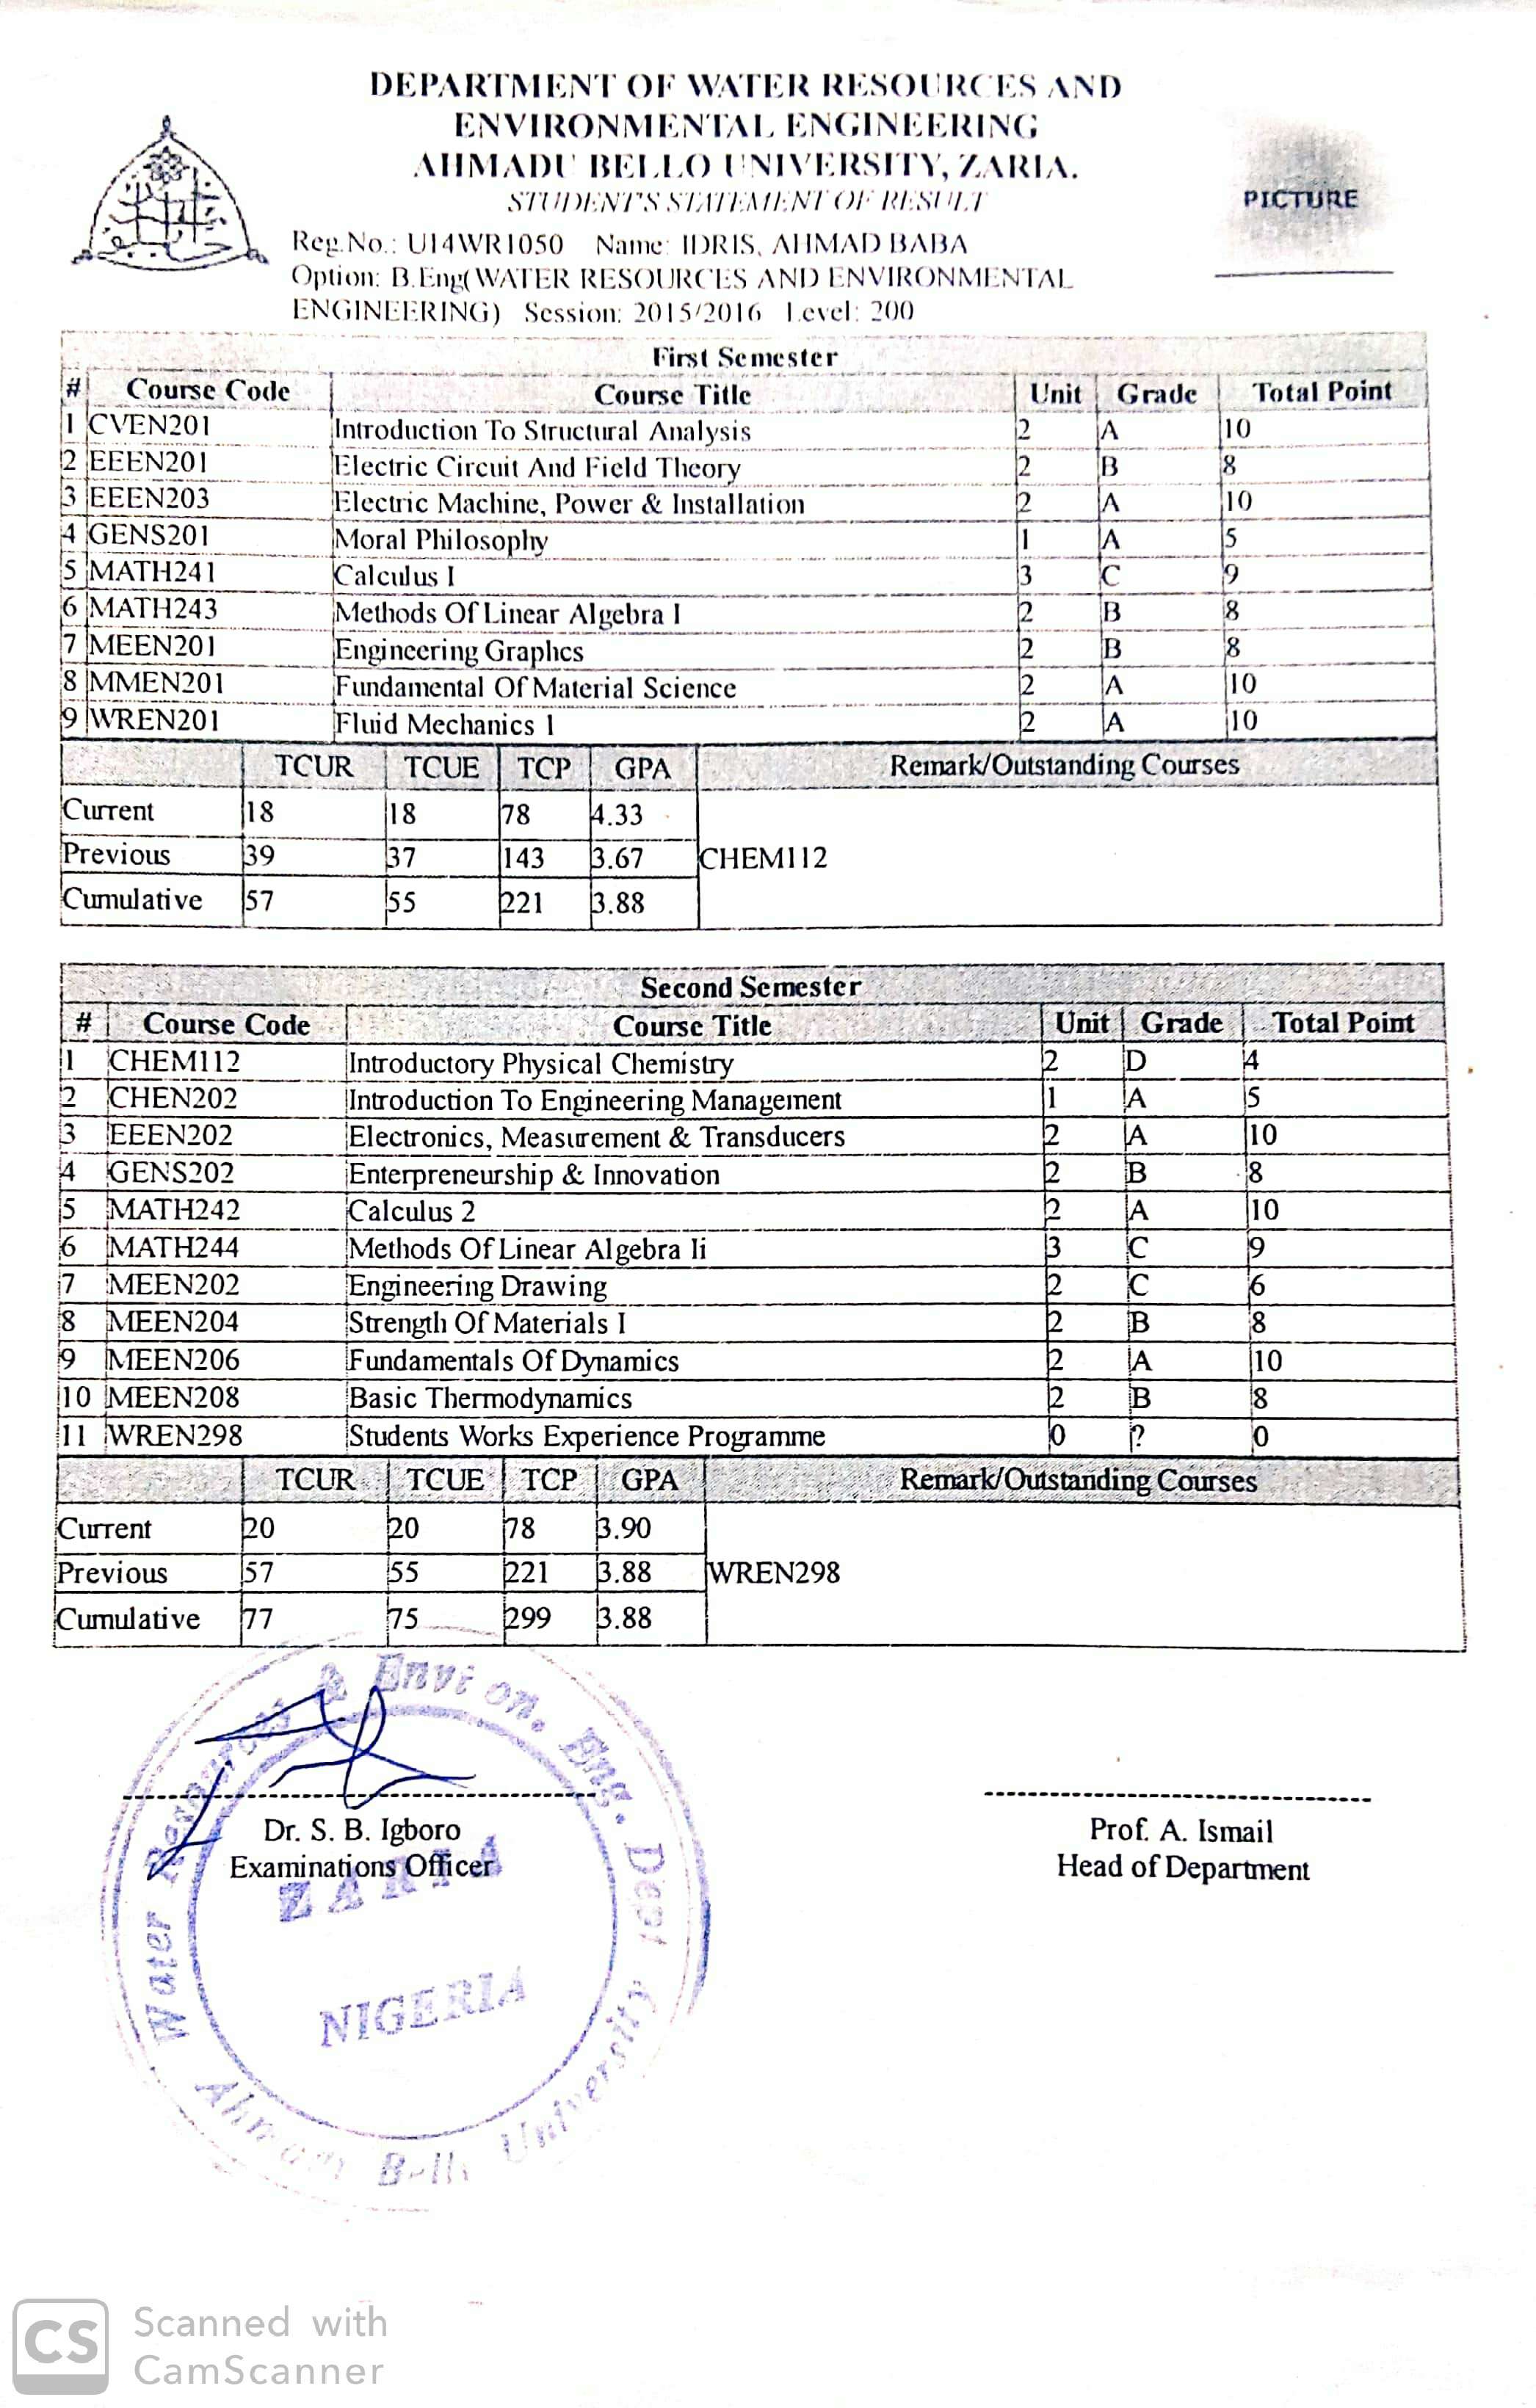 DEPARTMENT OF WATER RESOURCES AND
ENVIRONMENTAL ENGINEERING
AHMADU BELLO UNIVERSITY, ZARIA.
STUDENT'S STATEMENT OF RESULT
PICTURE
Reg.No.: U14WR1050 Name: IDRIS, AHMAD BABA
Option: B.Eng(WATER RESOURCES AND ENVIRONMENTAL
ENGINEERING) Session: 2015/2016 Level: 200
First Semester
# Course Code Course Title Unit Grade Total Point
1 CVEN201 Introduction To Structural Analysis 2 A 10
2 EEEN201 Electric Circuit And Field Theory 2 B 8
3 EEEN203 Electric Machine, Power & Installation 2 A 10
4 GENS201 Moral Philosophy 1 A 5
5 MATH241 Calculus I 3 C 9
6 MATH243 Methods Of Linear Algebra I 2 B 8
7 MEEN201 Engineering Graphcs 2 B 8
8 MMEN201 Fundamental Of Material Science 2 A 10
9 WREN201 Fluid Mechanics 1 2 A 10
TCUR TCUE TCP GPA Remark/Outstanding Courses
Current 18 18 78 4.33
Previous 39 37 143 3.67 CHEM112
Cumulative 57 55 221 3.88
Second Semester
# Course Code Course Title Unit Grade Total Point
1 CHEM112 Introductory Physical Chemistry 2 D 4
2 CHEN202 Introduction To Engineering Management 1 A 5
3 EEEN202 Electronics, Measurement & Transducers 2 A 10
4 GENS202 Enterpreneurship & Innovation 2 B 8
5 MATH242 Calculus 2 2 A 10
6 MATH244 Methods Of Linear Algebra Ii 3 C 9
7 MEEN202 Engineering Drawing 2 C 6
8 MEEN204 Strength Of Materials I 2 B 8
9 MEEN206 Fundamentals Of Dynamics 2 A 10
10 MEEN208 Basic Thermodynamics 2 B 8
11 WREN298 Students Works Experience Programme 0 ? 0
TCUR TCUE TCP GPA Remark/Outstanding Courses
Current 20 20 78 3.90
Previous 57 55 221 3.88 WREN298
Cumulative 77 75 299 3.88
Dr. S. B. Igboro
Examinations Officer
Prof. A. Ismail
Head of Department
Water Resources & Environ. Eng. Dept
ZARIA
NIGERIA
University
CS Scanned with
CamScanner